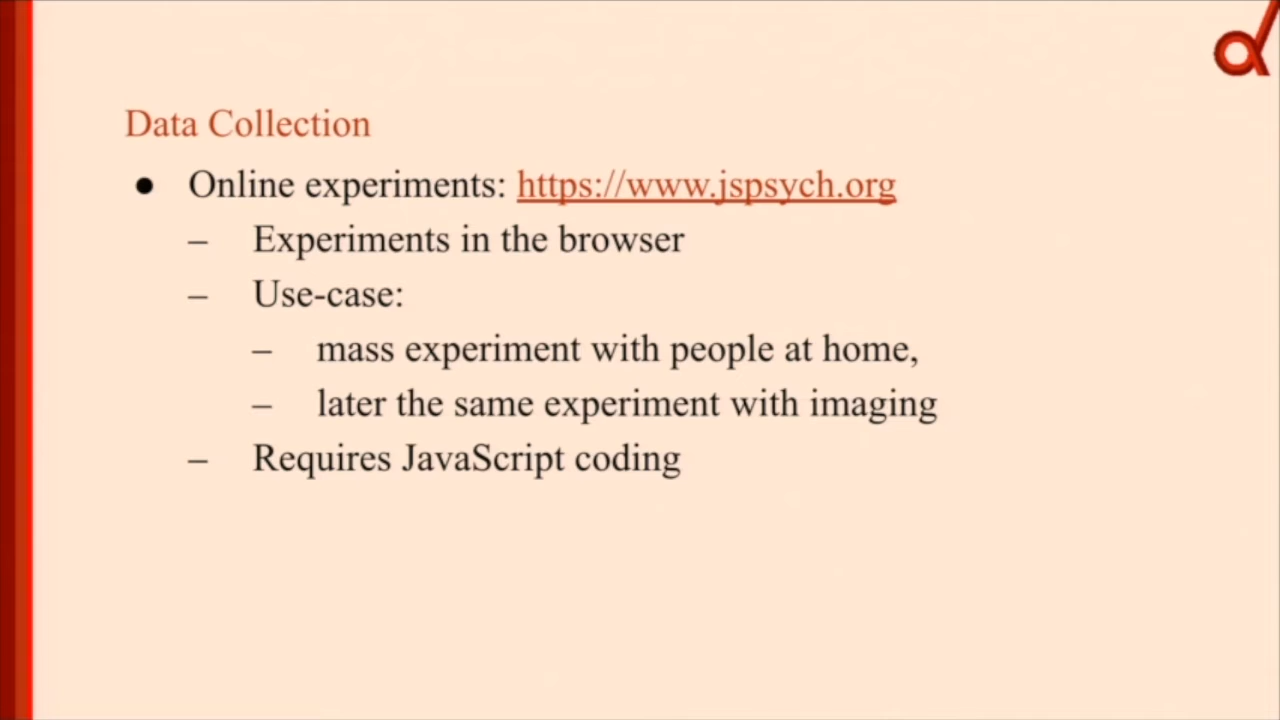 Data Collection
● Online experiments: https://www.jspsych.org
– Experiments in the browser
– Use-case:
– mass experiment with people at home,
– later the same experiment with imaging
– Requires JavaScript coding